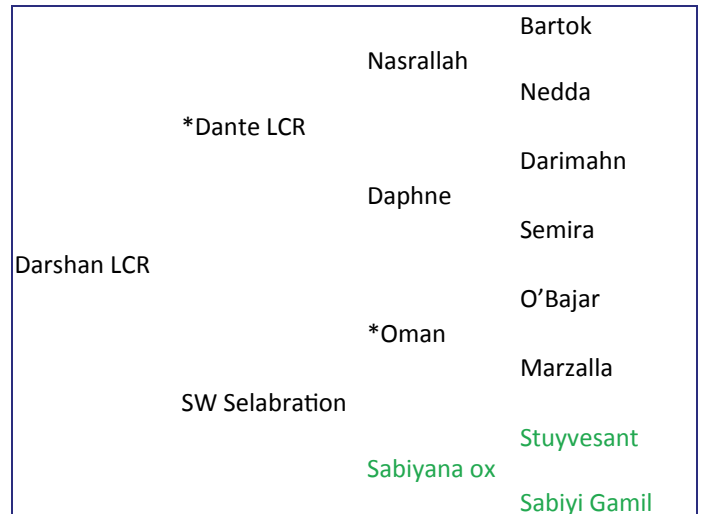 Bartok
Nasrallah
Nedda
*Dante LCR
Darimahn
Daphne
Semira
Darshan LCR
O’Bajar
*Oman
Marzalla
SW Selabration
Stuyvesant
Sabiyana ox
Sabiyi Gamil